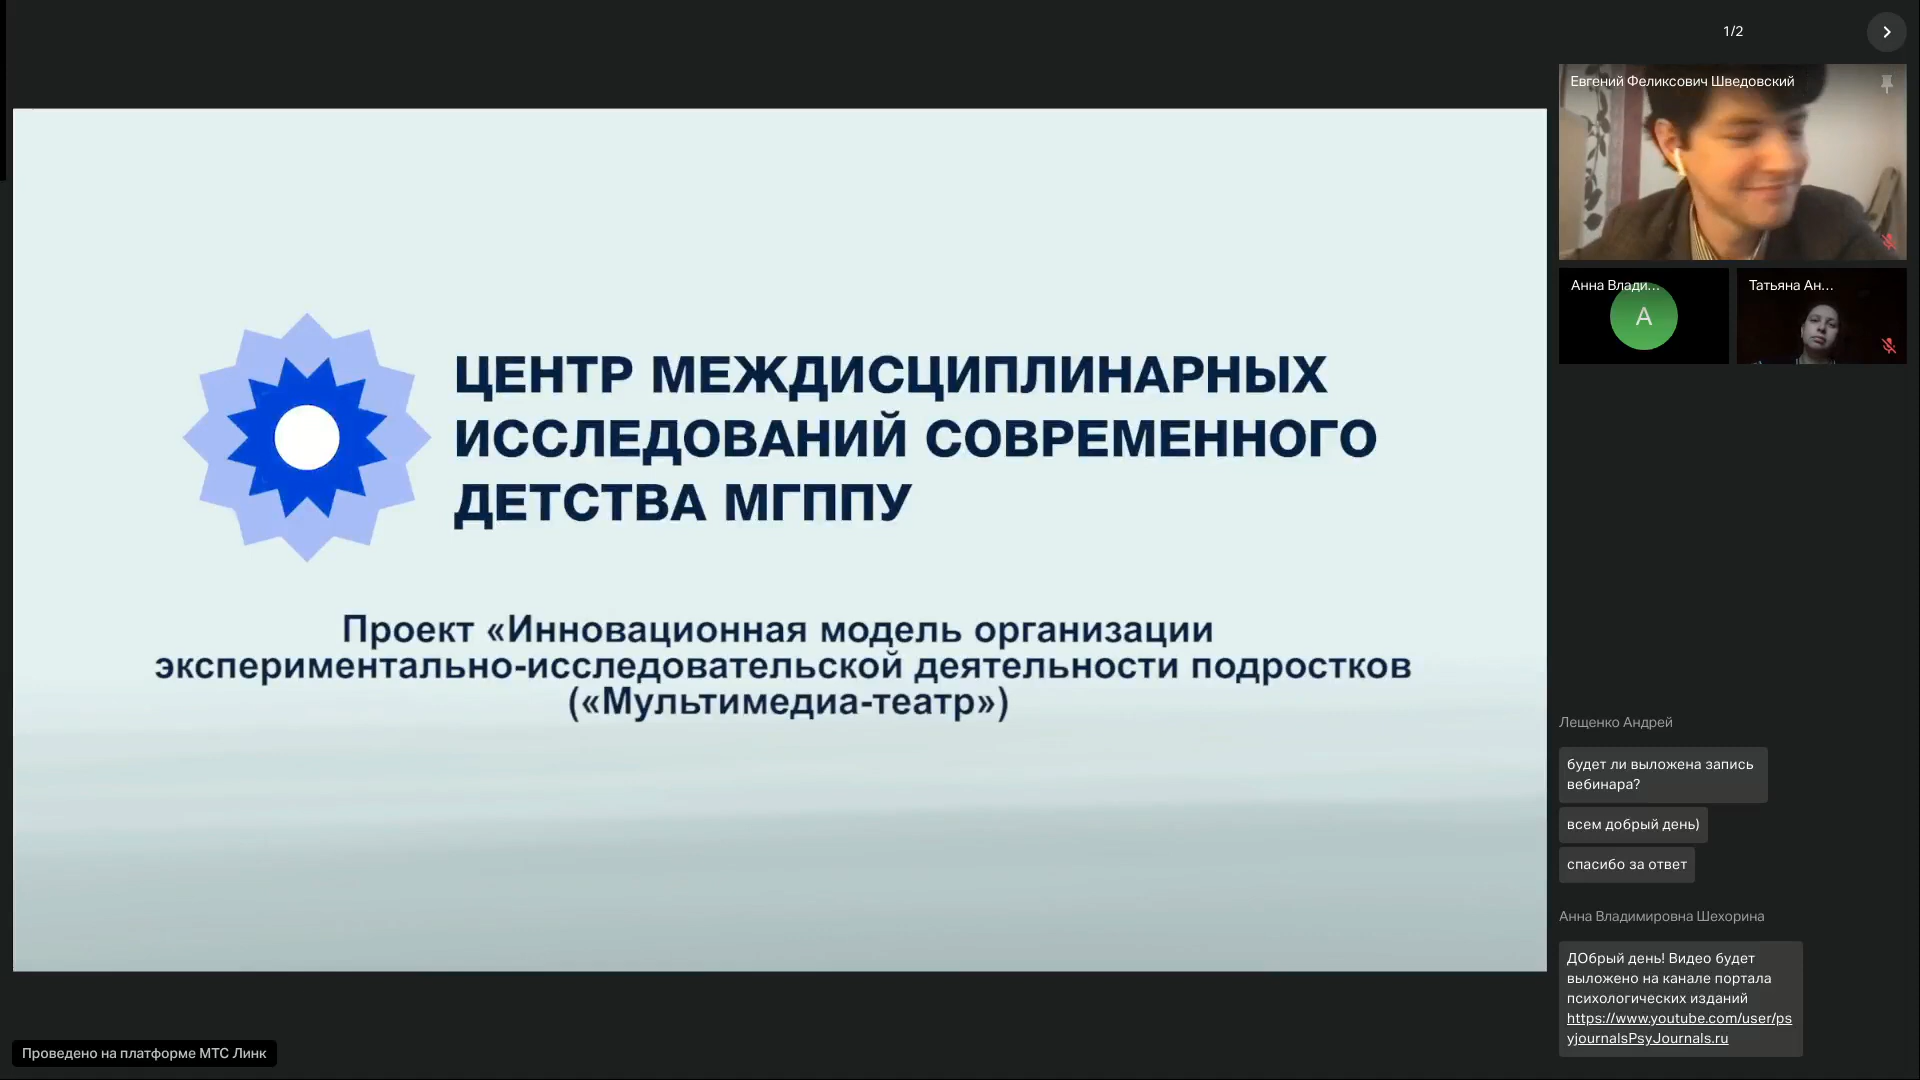 1/2
Евгений Феликсович Шведовский
Анна Влади...
Татьяна Ан...
А
ЦЕНТР МЕЖДИСЦИПЛИНАРНЫХ
ИССЛЕДОВАНИЙ СОВРЕМЕННОГО
ДЕТСТВА МГППУ
Проект «Инновационная модель организации
экспериментально-исследовательской деятельности подростков
(«Мультимедиа-театр»)
Лещенко Андрей
будет ли выложена запись
вебинара?
всем добрый день)
спасибо за ответ
Анна Владимировна Шехорина
ДОбрый день! Видео будет
выложено на канале портала
психологических изданий
https://www.youtube.com/user/ps
yjournalsPsyJournals.ru
Проведено на платформе МТС Линк